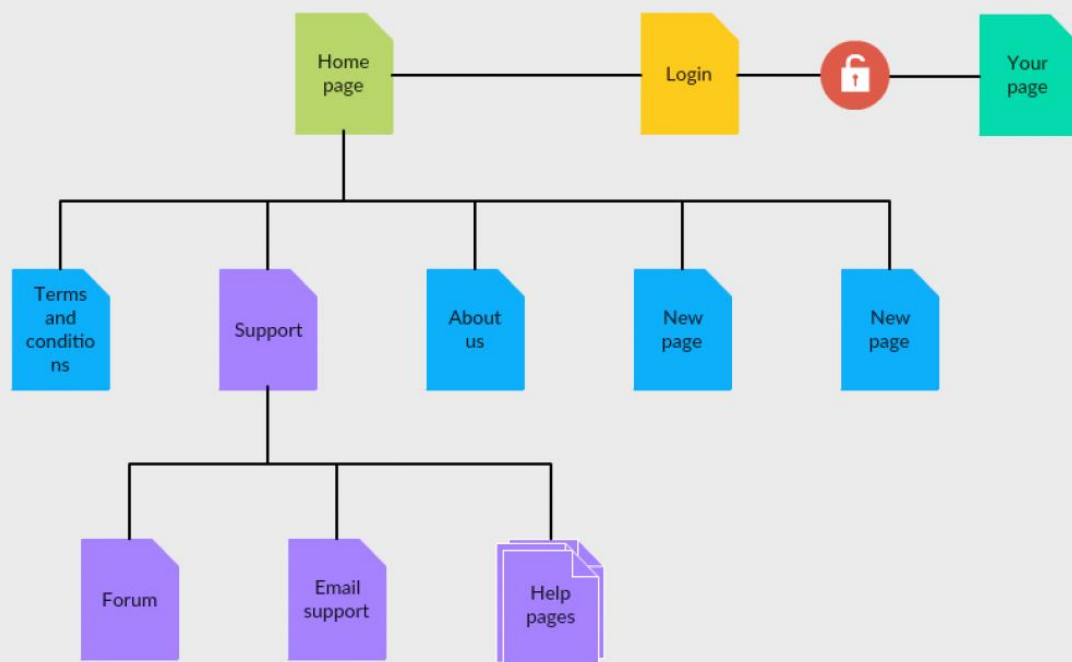 Home
page
Login
Your
page
Terms
and
conditio
ns
Support
About
us
New
page
New
page
Forum
Email
support
Help
pages